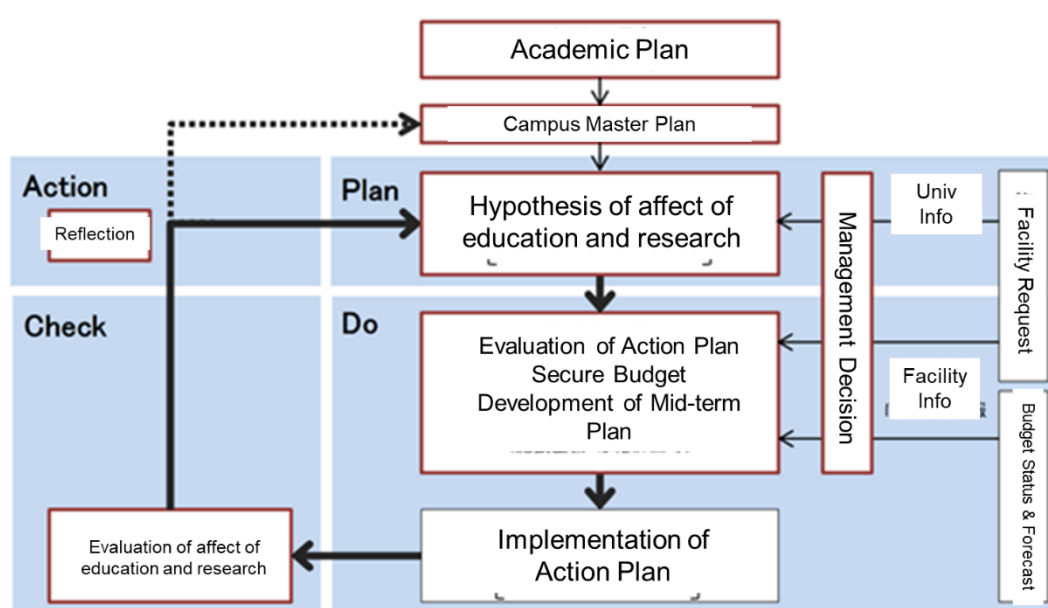 Academic Plan
Campus Master Plan
Action
Reflection
Plan
Hypothesis of affect of
education and research
Univ
Info
Management Decision
Facility Request
Check
Do
Evaluation of Action Plan
Secure Budget
Development of Mid-term
Plan
Facility
Info
Budget Status & Forecast
Evaluation of affect of
education and research
Implementation of
Action Plan